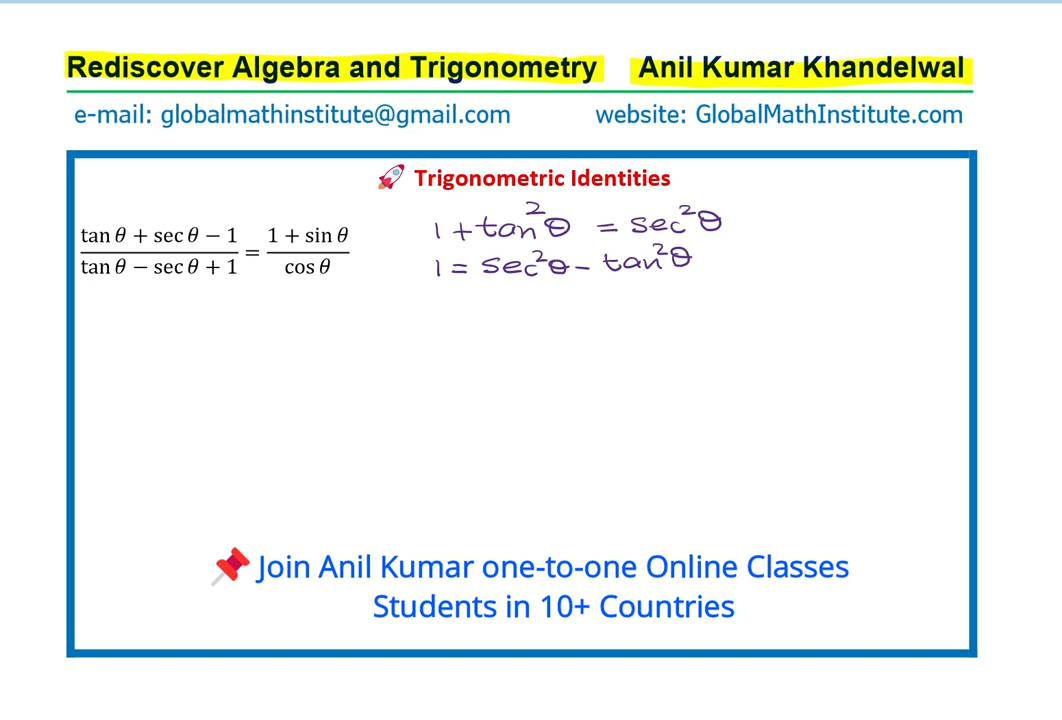 Rediscover Algebra and Trigonometry Anil Kumar Khandelwal
e-mail: globalmathinstitute@gmail.com website: GlobalMathInstitute.com
🚀 Trigonometric Identities
(tan θ + sec θ − 1)/(tan θ − sec θ + 1) = (1 + sin θ)/(cos θ)
1 + tan²θ = sec²θ
1 = sec²θ − tan²θ
📌 Join Anil Kumar one-to-one Online Classes
Students in 10+ Countries